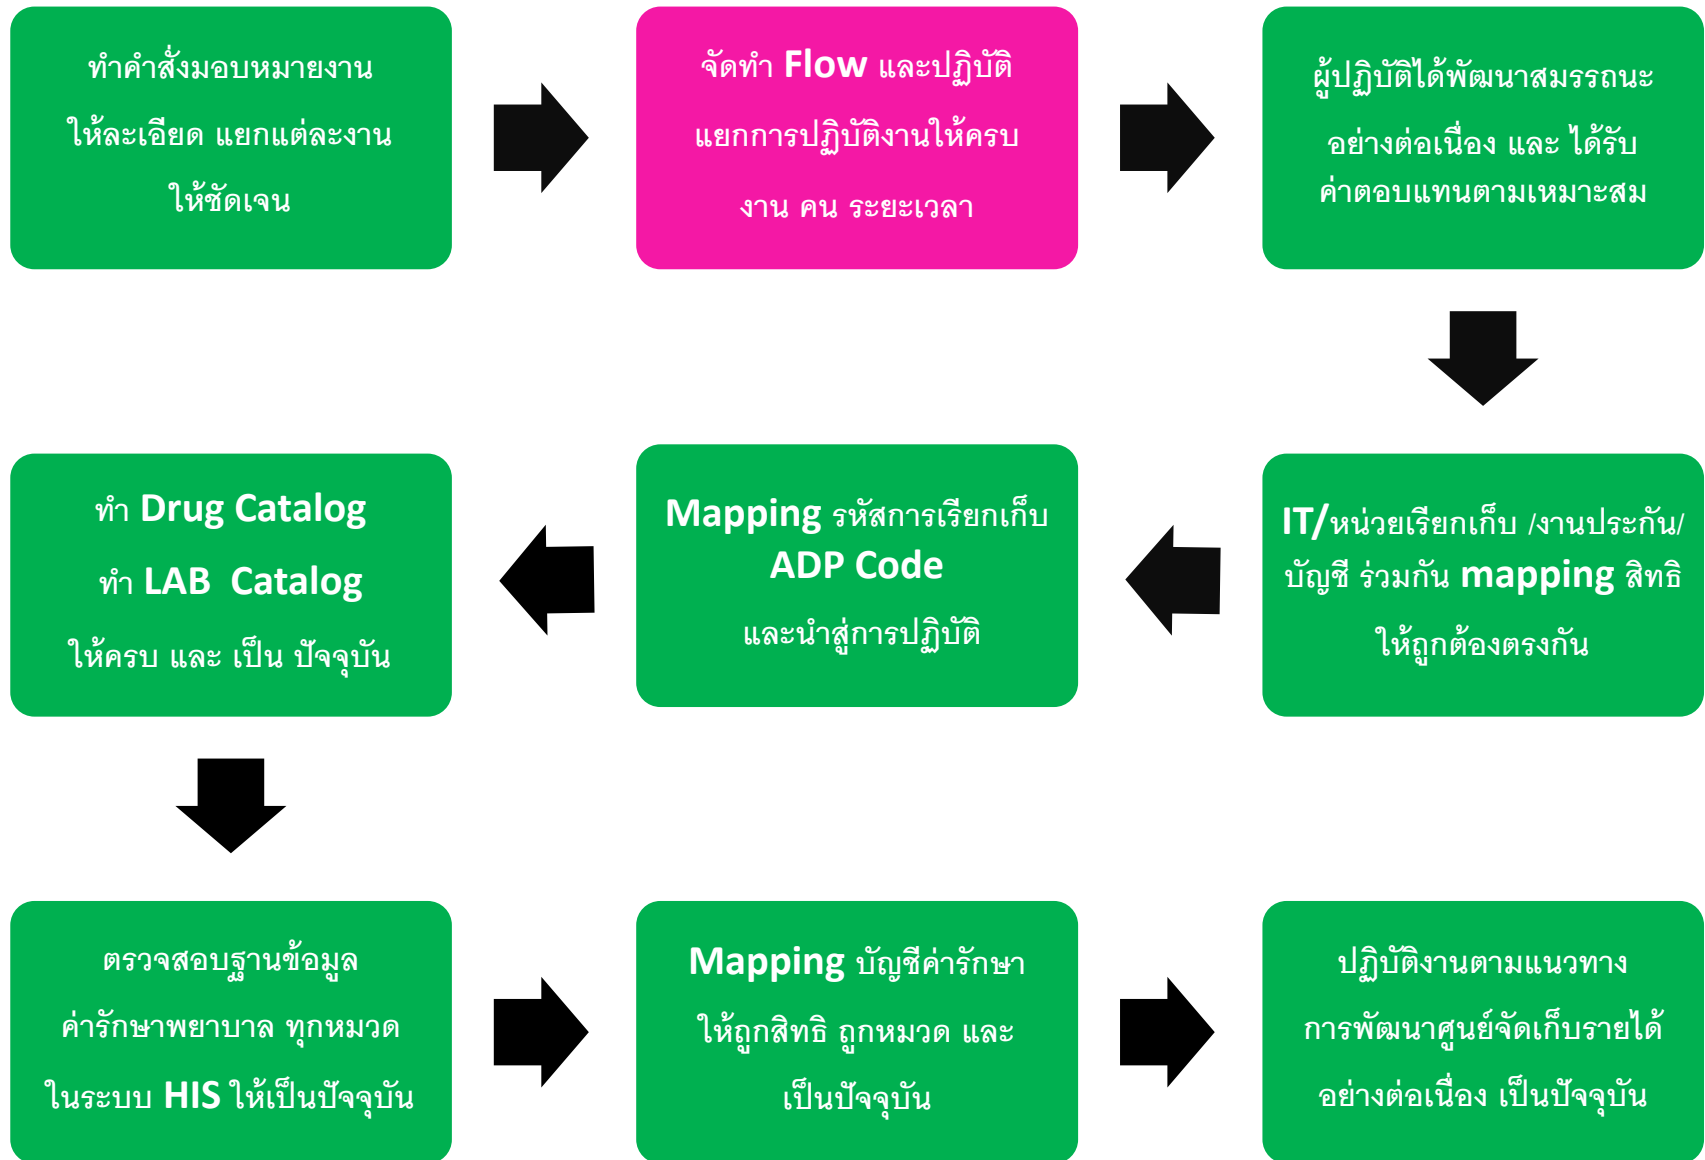 ทำคำสั่งมอบหมายงาน
ให้ละเอียด แยกแต่ละงาน
ให้ชัดเจน
จัดทำ Flow และปฏิบัติ
แยกการปฏิบัติงานให้ครบ
งาน คน ระยะเวลา
ผู้ปฏิบัติได้พัฒนาสมรรถนะ
อย่างต่อเนื่อง และ ได้รับ
ค่าตอบแทนตามเหมาะสม
IT/หน่วยเรียกเก็บ /งานประกัน/
บัญชี ร่วมกัน mapping สิทธิ
ให้ถูกต้องตรงกัน
Mapping รหัสการเรียกเก็บ
ADP Code
และนำสู่การปฏิบัติ
ทำ Drug Catalog
ทำ LAB Catalog
ให้ครบ และ เป็น ปัจจุบัน
ตรวจสอบฐานข้อมูล
ค่ารักษาพยาบาล ทุกหมวด
ในระบบ HIS ให้เป็นปัจจุบัน
Mapping บัญชีค่ารักษา
ให้ถูกสิทธิ ถูกหมวด และ
เป็นปัจจุบัน
ปฏิบัติงานตามแนวทาง
การพัฒนาศูนย์จัดเก็บรายได้
อย่างต่อเนื่อง เป็นปัจจุบัน